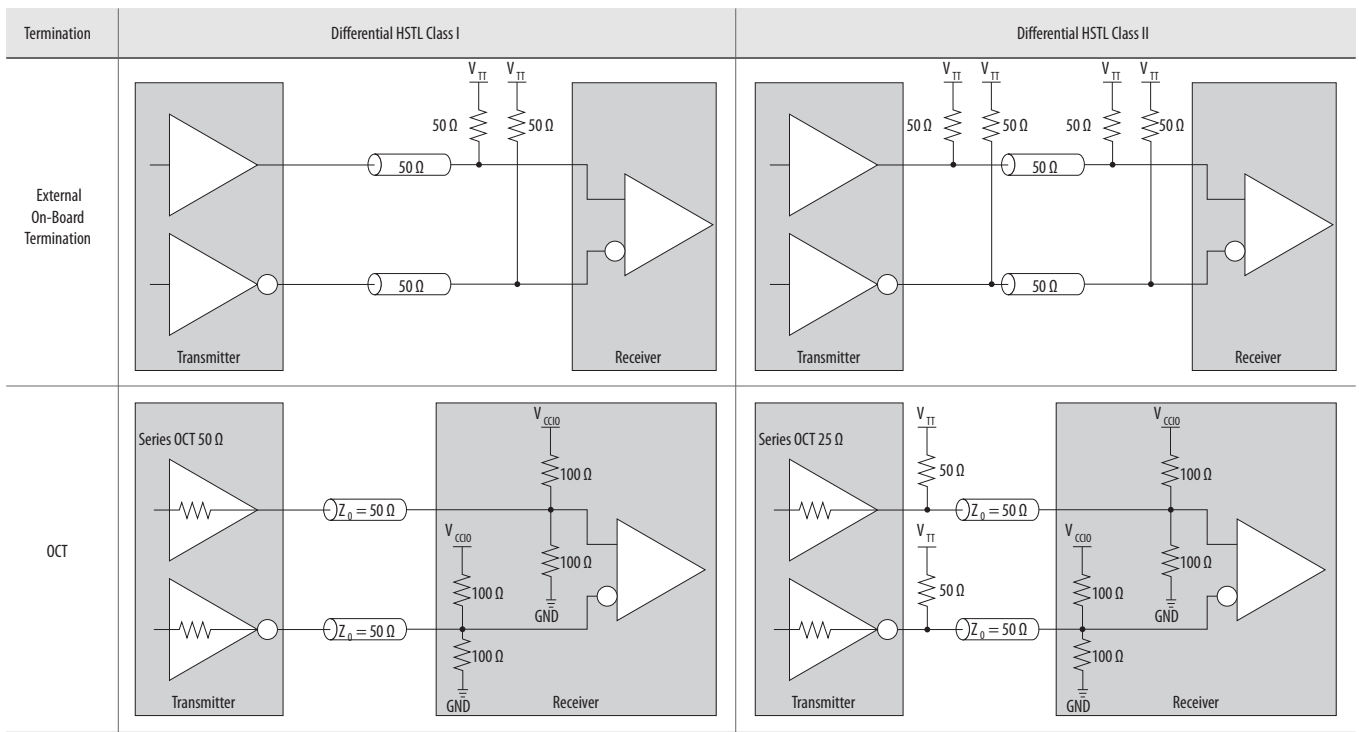 Termination
Differential HSTL Class I
Differential HSTL Class II
External
On-Board
Termination
V TT V TT
50 Ω 50 Ω
50 Ω
50 Ω
Transmitter
Receiver
V TT V TT V TT V TT
50 Ω 50 Ω 50 Ω 50 Ω
50 Ω
50 Ω
Transmitter
Receiver
OCT
Series OCT 50 Ω
V CCIO
100 Ω
Z 0 = 50 Ω
V CCIO
100 Ω
100 Ω
GND
Z 0 = 50 Ω
100 Ω
GND
Transmitter
Receiver
Series OCT 25 Ω
V TT
V CCIO
50 Ω
100 Ω
Z 0 = 50 Ω
V TT
V CCIO
100 Ω
50 Ω
100 Ω
GND
Z 0 = 50 Ω
100 Ω
GND
Transmitter
Receiver